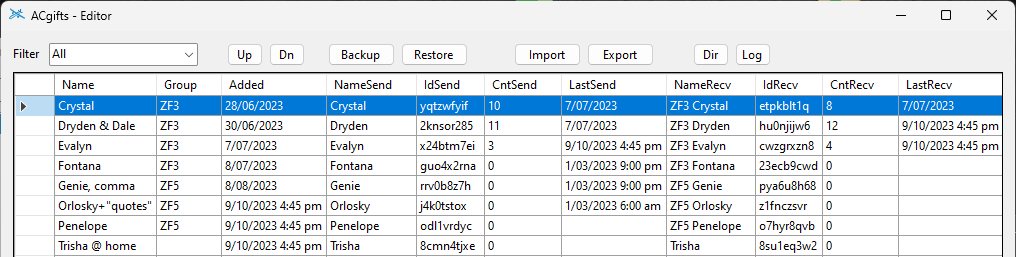 ACgifts - Editor
Filter All Up Dn Backup Restore Import Export Dir Log
Name Group Added NameSend IdSend CntSend LastSend NameRecv IdRecv CntRecv LastRecv
Crystal ZF3 28/06/2023 Crystal yqtzwfyif 10 7/07/2023 ZF3 Crystal etpkblt1q 8 7/07/2023
Dryden & Dale ZF3 30/06/2023 Dryden 2knsor285 11 7/07/2023 ZF3 Dryden hu0njijw6 12 9/10/2023 4:45 pm
Evalyn ZF3 7/07/2023 Evalyn x24btm7ei 3 9/10/2023 4:45 pm ZF3 Evalyn cwzgrxzn8 4 9/10/2023 4:45 pm
Fontana ZF3 8/07/2023 Fontana guo4x2rna 0 1/03/2023 9:00 pm ZF3 Fontana 23ecb9cwd 0
Genie, comma ZF5 8/08/2023 Genie rrv0b8z7h 0 1/03/2023 9:00 pm ZF5 Genie pya6u8h68 0
Orlosky+"quotes" ZF5 9/10/2023 4:45 pm Orlosky j4k0tstox 0 1/03/2023 6:00 am ZF5 Orlosky z1fnczsvr 0
Penelope ZF5 9/10/2023 4:45 pm Penelope odl1vrdyc 0 ZF5 Penelope o7hyr8qvb 0
Trisha @ home 9/10/2023 4:45 pm Trisha 8cmn4tjxe 0 Trisha 8su1eq3w2 0